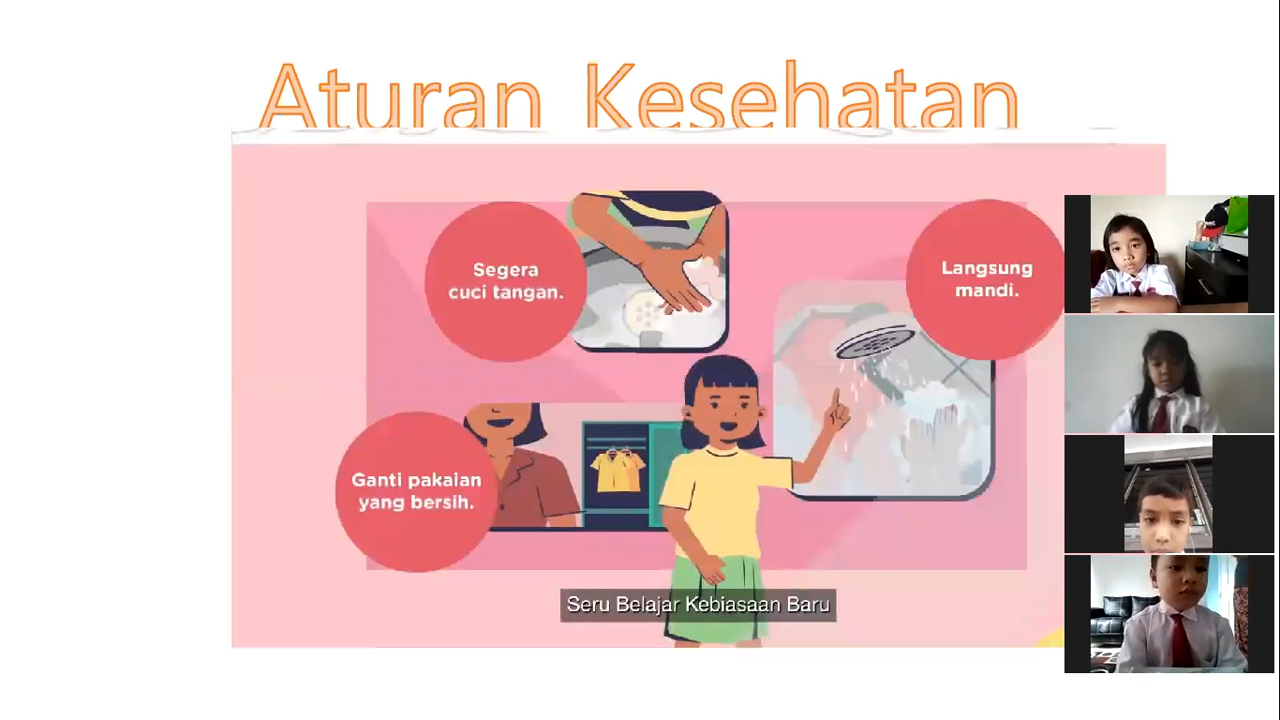 Aturan Kesehatan
Segera
cuci tangan.
Langsung
mandi.
Ganti pakaian
yang bersih.
Seru Belajar Kebiasaan Baru